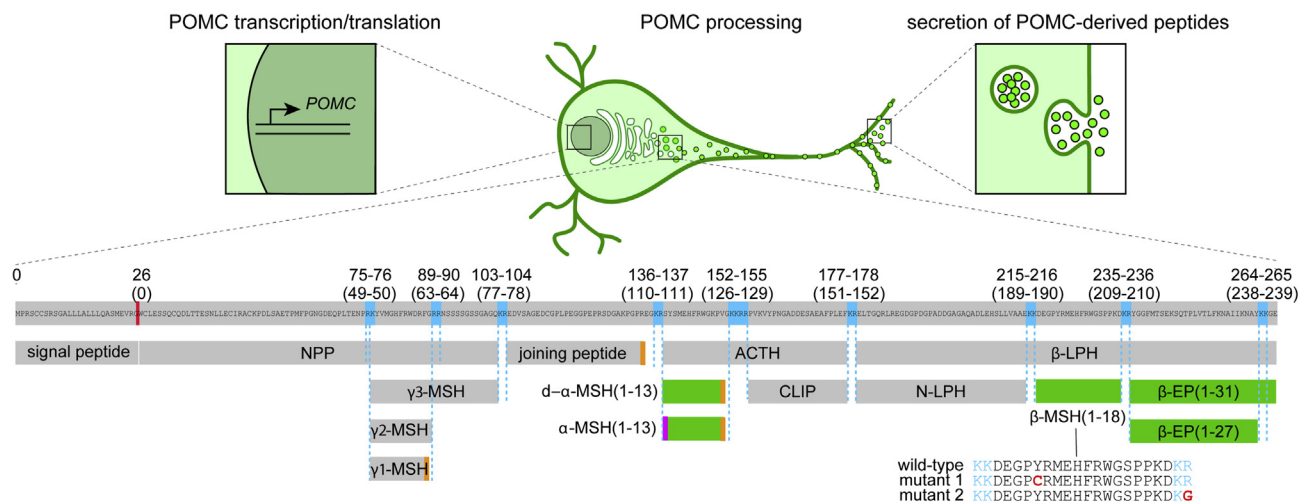 POMC transcription/translation POMC processing secretion of POMC-derived peptides
POMC
0 26 75-76 89-90 103-104 136-137 152-155 177-178 215-216 235-236 264-265
(0) (49-50) (63-64) (77-78) (110-111) (126-129) (151-152) (189-190) (209-210) (238-239)
MPRSCCSRSGALLLALLLQASMEVRGWCLESSQCQDLTTESNLLECIRACKPDLSAETPMFPGNGDEQPLTENPRKYVMGHFRWDRFGRRNSSSSGSSGAGQKREDVSAGEDCGPLPEGGPEPRSDGAKPGPREGKRSYSMEHFRWGKPVGKKRRPVKVYPNGADDESAEAFPLEFKRELTGQRLREGDGPDGPADDGAGAQADLEHSLLVAAEKKDEGPYRMEHFRWGSPPKDKRYGGFMTSEKSQTPLVTLFKNAIIKNAYKKGE
signal peptide NPP joining peptide ACTH β-LPH
γ3-MSH d-α-MSH(1-13) CLIP N-LPH β-EP(1-31)
β-MSH(1-18)
γ2-MSH α-MSH(1-13) β-EP(1-27)
γ1-MSH
wild-type KKDEGPYRMEHFRWGSPPKDKR
mutant 1 KKDEGPCRMEHFRWGSPPKDKR
mutant 2 KKDEGPYRMEHFRWGSPPKDKG